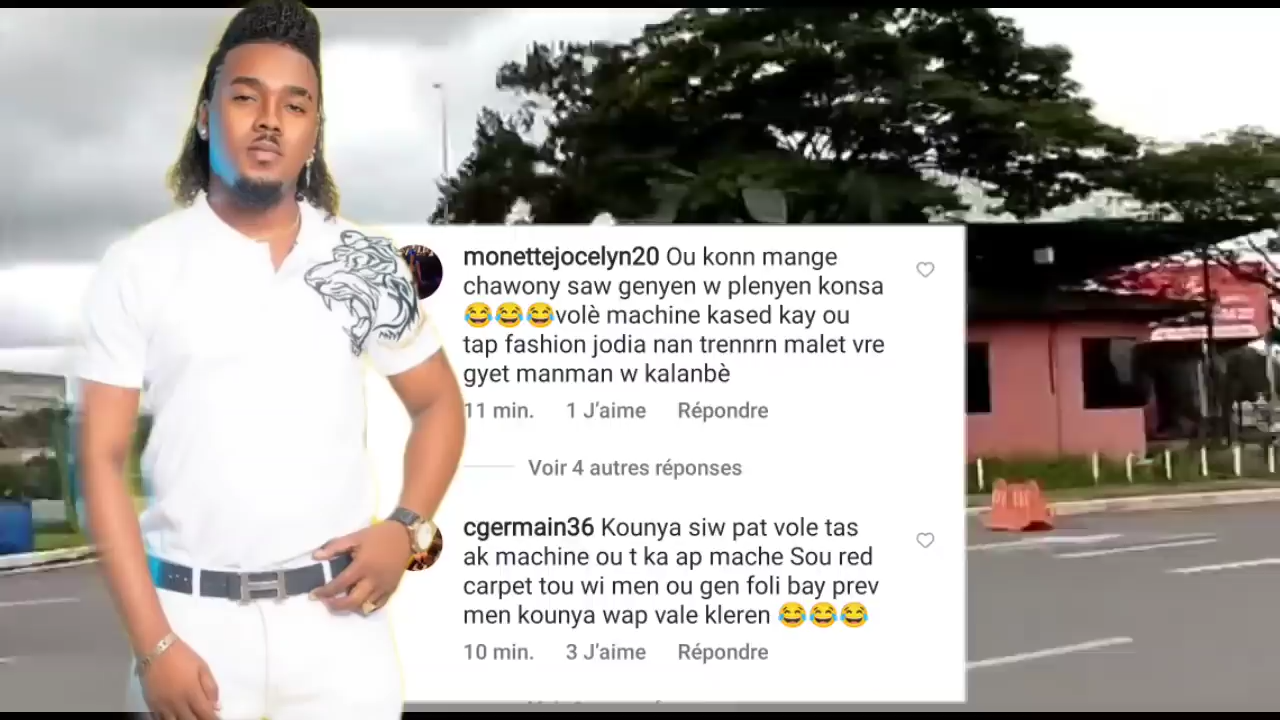 monettejocelyn20 Ou konn mange
chawony saw genyen w plenyen konsa
😂😂😂volè machine kased kay ou
tap fashion jodia nan trennrn malet vre
gyet manman w kalanbè
11 min. 1 J'aime Répondre
Voir 4 autres réponses
cgermain36 Kounya siw pat vole tas
ak machine ou t ka ap mache Sou red
carpet tou wi men ou gen foli bay prev
men kounya wap vale kleren 😂😂😂
10 min. 3 J'aime Répondre